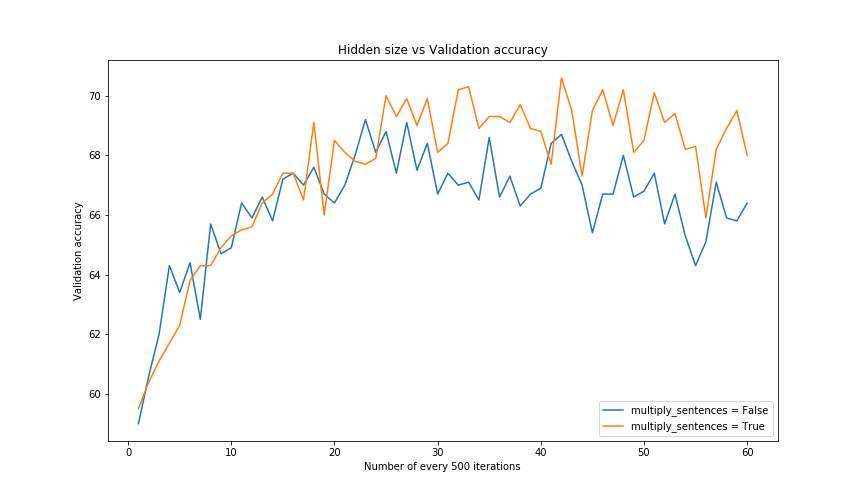 Hidden size vs Validation accuracy
Validation accuracy
70
68
66
64
62
60
0
10
20
30
40
50
60
Number of every 500 iterations
multiply_sentences = False
multiply_sentences = True